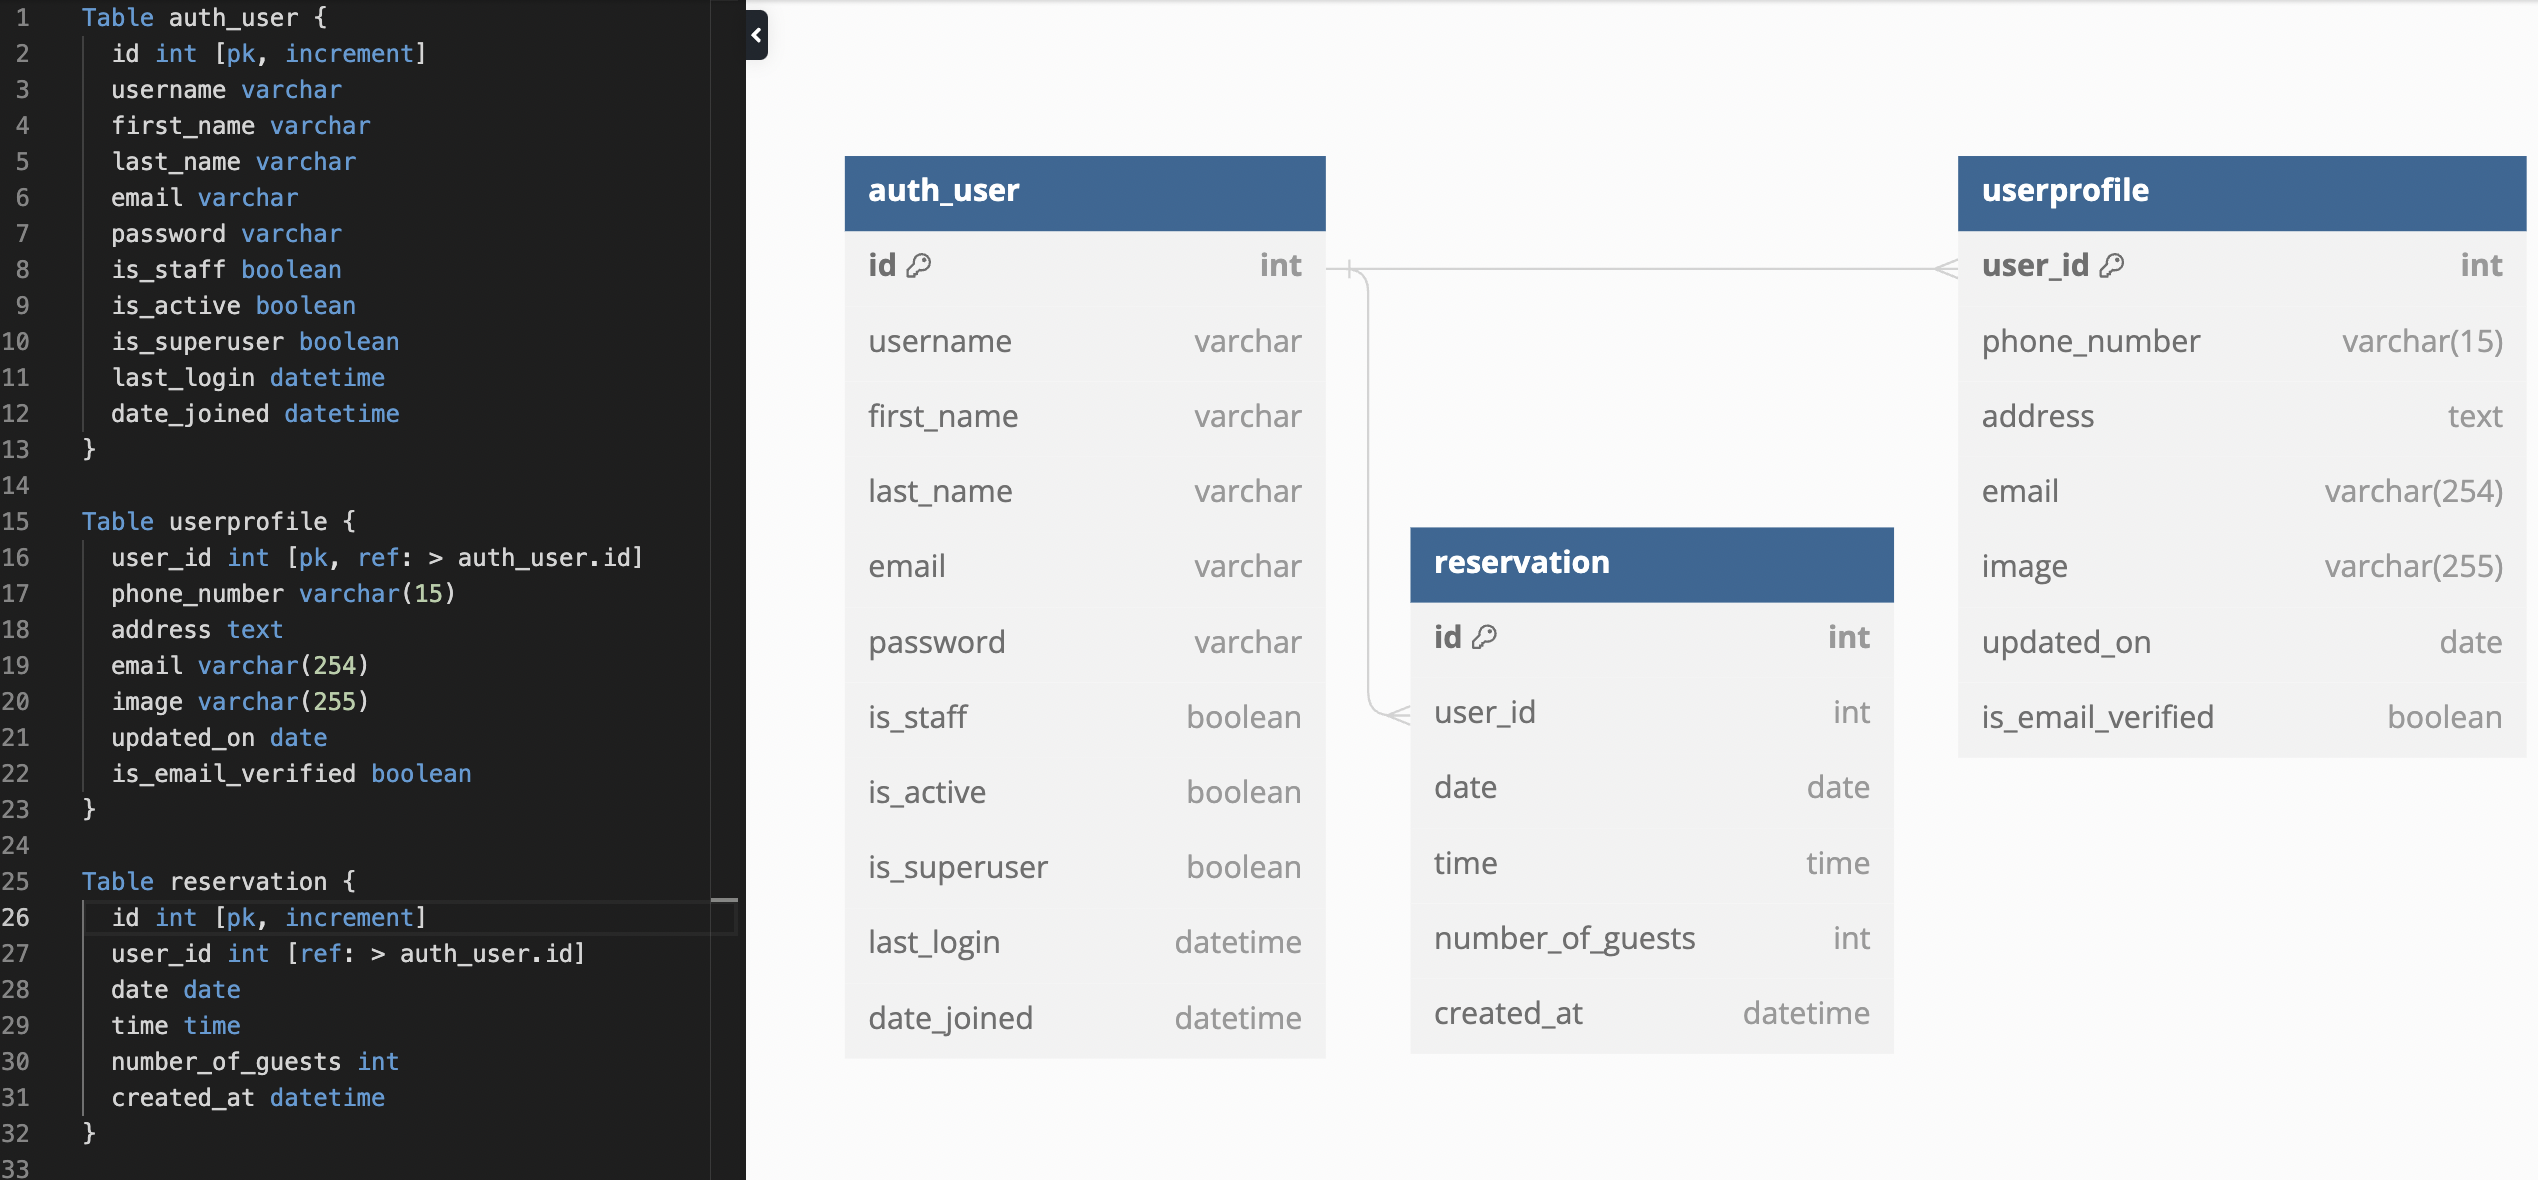 1 Table auth_user {
2 id int [pk, increment]
3 username varchar
4 first_name varchar
5 last_name varchar
6 email varchar
7 password varchar
8 is_staff boolean
9 is_active boolean
10 is_superuser boolean
11 last_login datetime
12 date_joined datetime
13 }
14
15 Table userprofile {
16 user_id int [pk, ref: > auth_user.id]
17 phone_number varchar(15)
18 address text
19 email varchar(254)
20 image varchar(255)
21 updated_on date
22 is_email_verified boolean
23 }
24
25 Table reservation {
26 id int [pk, increment]
27 user_id int [ref: > auth_user.id]
28 date date
29 time time
30 number_of_guests int
31 created_at datetime
32 }
33
auth_user
id int
username varchar
first_name varchar
last_name varchar
email varchar
password varchar
is_staff boolean
is_active boolean
is_superuser boolean
last_login datetime
date_joined datetime
reservation
id int
user_id int
date date
time time
number_of_guests int
created_at datetime
userprofile
user_id int
phone_number varchar(15)
address text
email varchar(254)
image varchar(255)
updated_on date
is_email_verified boolean